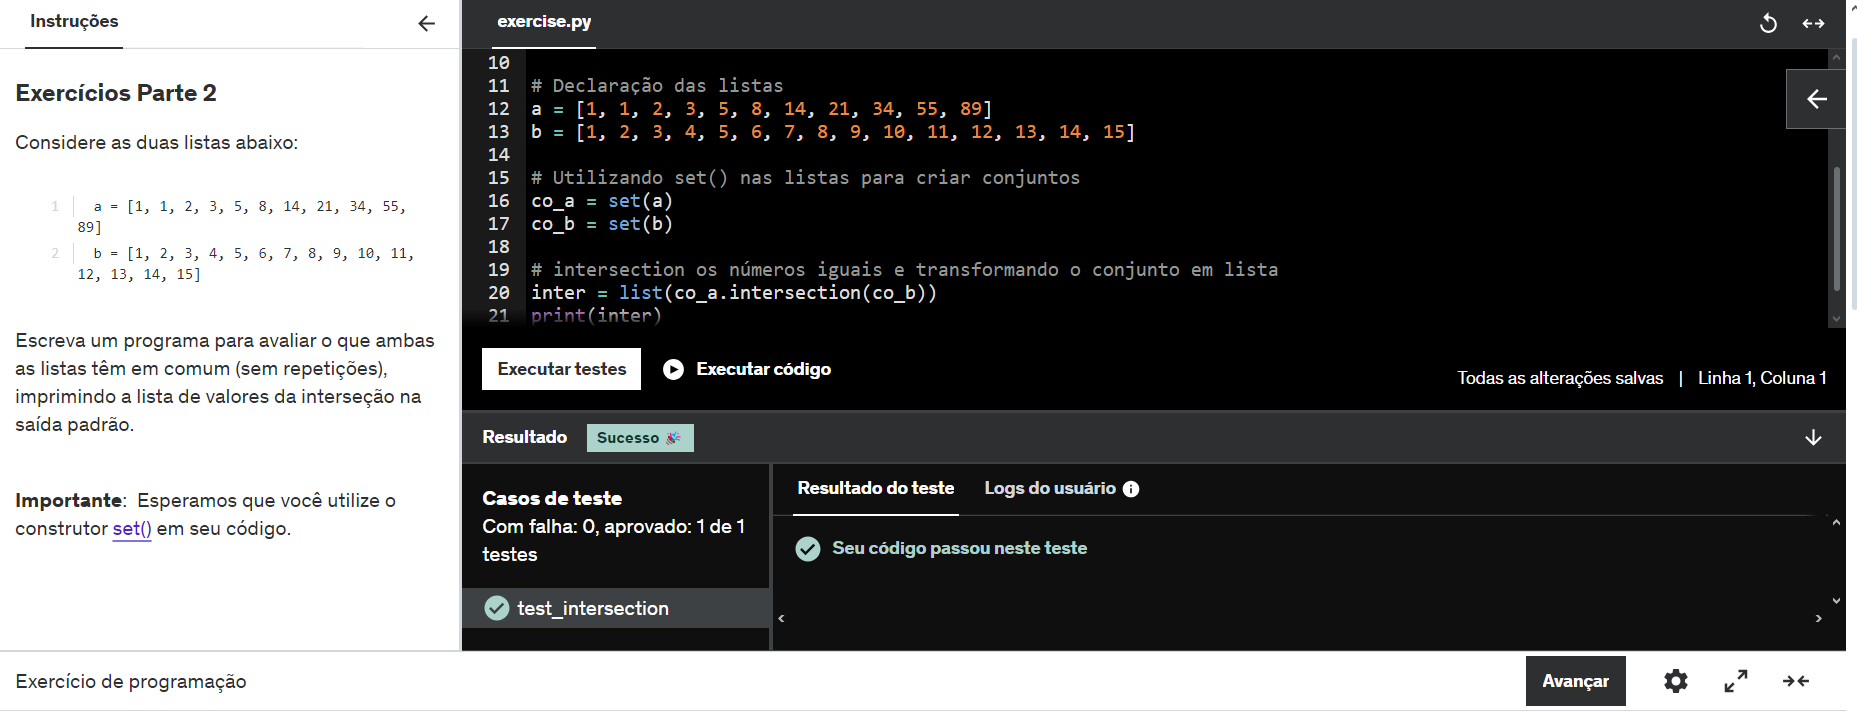 Instruções
Exercícios Parte 2
Considere as duas listas abaixo:
1 a = [1, 1, 2, 3, 5, 8, 14, 21, 34, 55,
89]
2 b = [1, 2, 3, 4, 5, 6, 7, 8, 9, 10, 11,
12, 13, 14, 15]
Escreva um programa para avaliar o que ambas
as listas têm em comum (sem repetições),
imprimindo a lista de valores da interseção na
saída padrão.
Importante: Esperamos que você utilize o
construtor set() em seu código.
exercise.py
10
11 # Declaração das listas
12 a = [1, 1, 2, 3, 5, 8, 14, 21, 34, 55, 89]
13 b = [1, 2, 3, 4, 5, 6, 7, 8, 9, 10, 11, 12, 13, 14, 15]
14
15 # Utilizando set() nas listas para criar conjuntos
16 co_a = set(a)
17 co_b = set(b)
18
19 # intersection os números iguais e transformando o conjunto em lista
20 inter = list(co_a.intersection(co_b))
21 print(inter)
Executar testes
Executar código
Todas as alterações salvas | Linha 1, Coluna 1
Resultado
Sucesso 🎉
Casos de teste
Com falha: 0, aprovado: 1 de 1
testes
test_intersection
Resultado do teste
Logs do usuário
Seu código passou neste teste
Exercício de programação
Avançar